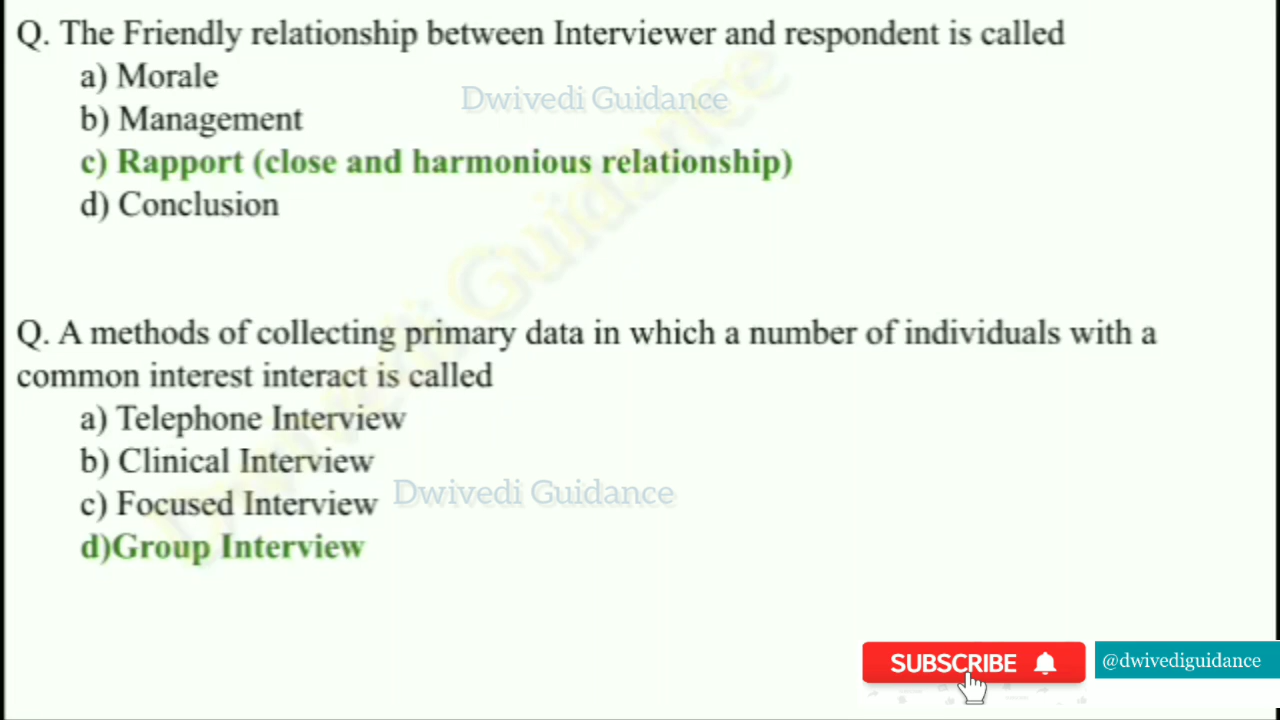 Q. The Friendly relationship between Interviewer and respondent is called
a) Morale
Dwivedi Guidance
b) Management
c) Rapport (close and harmonious relationship)
d) Conclusion
Dwivedi Guidance
Q. A methods of collecting primary data in which a number of individuals with a
common interest interact is called
a) Telephone Interview
b) Clinical Interview
c) Focused Interview
Dwivedi Guidance
d)Group Interview
SUBSCRIBE
@dwivediguidance